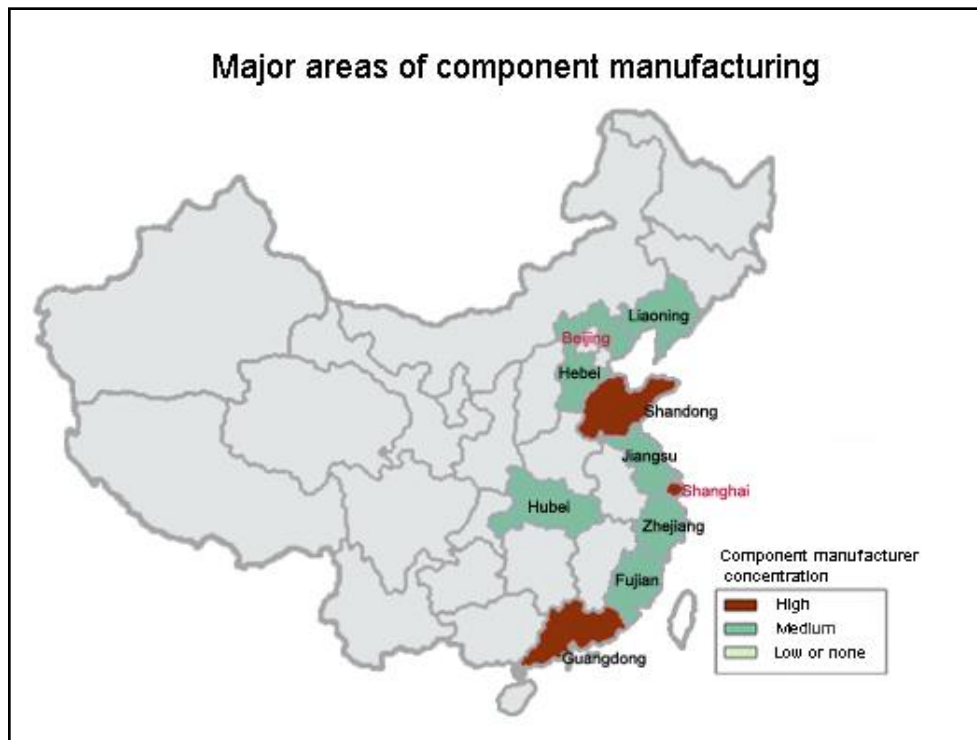 Major areas of component manufacturing
Liaoning
Beijing
Hebei
Shandong
Jiangsu
Shanghai
Hubei
Zhejiang
Fujian
Guangdong
Component manufacturer
concentration
High
Medium
Low or none